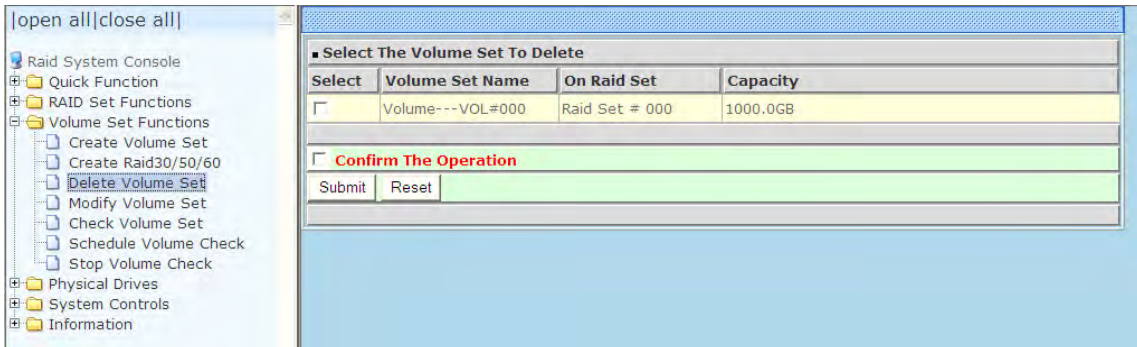 |open all|close all|
Raid System Console
Quick Function
RAID Set Functions
Volume Set Functions
Create Volume Set
Create Raid30/50/60
Delete Volume Set
Modify Volume Set
Check Volume Set
Schedule Volume Check
Stop Volume Check
Physical Drives
System Controls
Information
Select The Volume Set To Delete
Select Volume Set Name On Raid Set Capacity
Volume---VOL#000 Raid Set # 000 1000.0GB
Confirm The Operation
Submit Reset